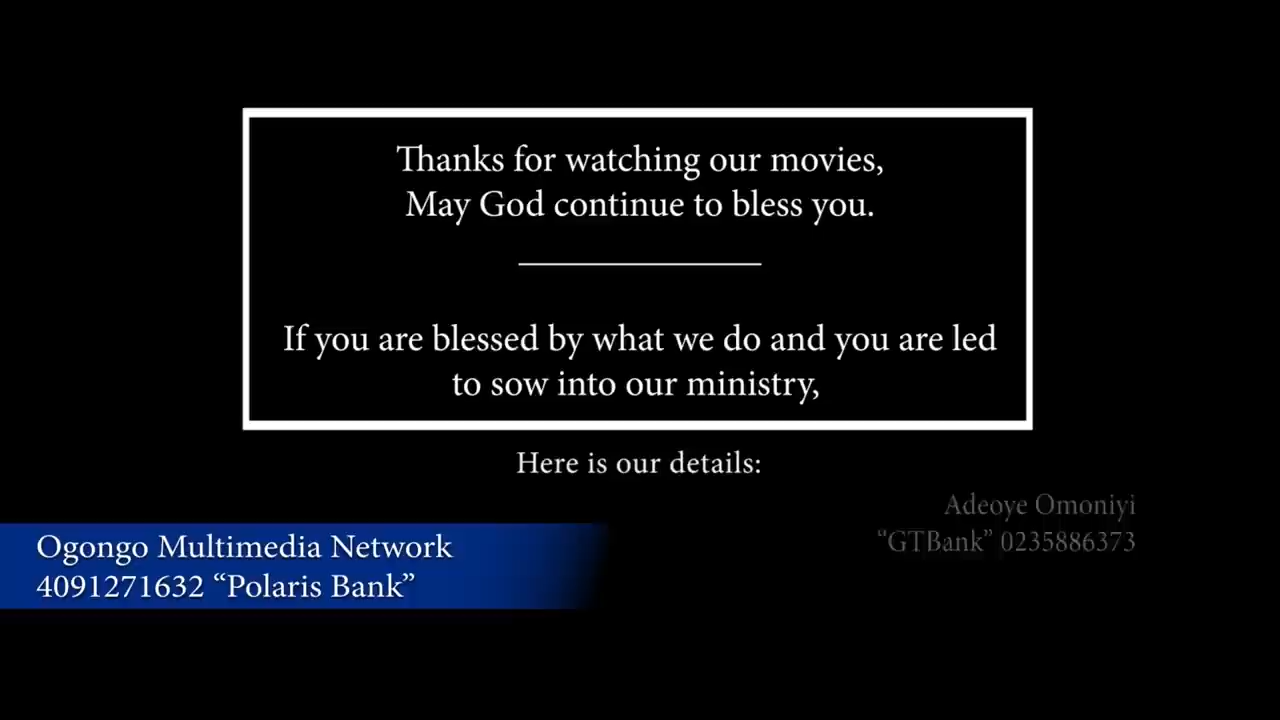 Thanks for watching our movies,
May God continue to bless you.
If you are blessed by what we do and you are led
to sow into our ministry,
Here is our details:
Adeoye Omoniyi
“GTBank” 0235886373
Ogongo Multimedia Network
4091271632 “Polaris Bank”